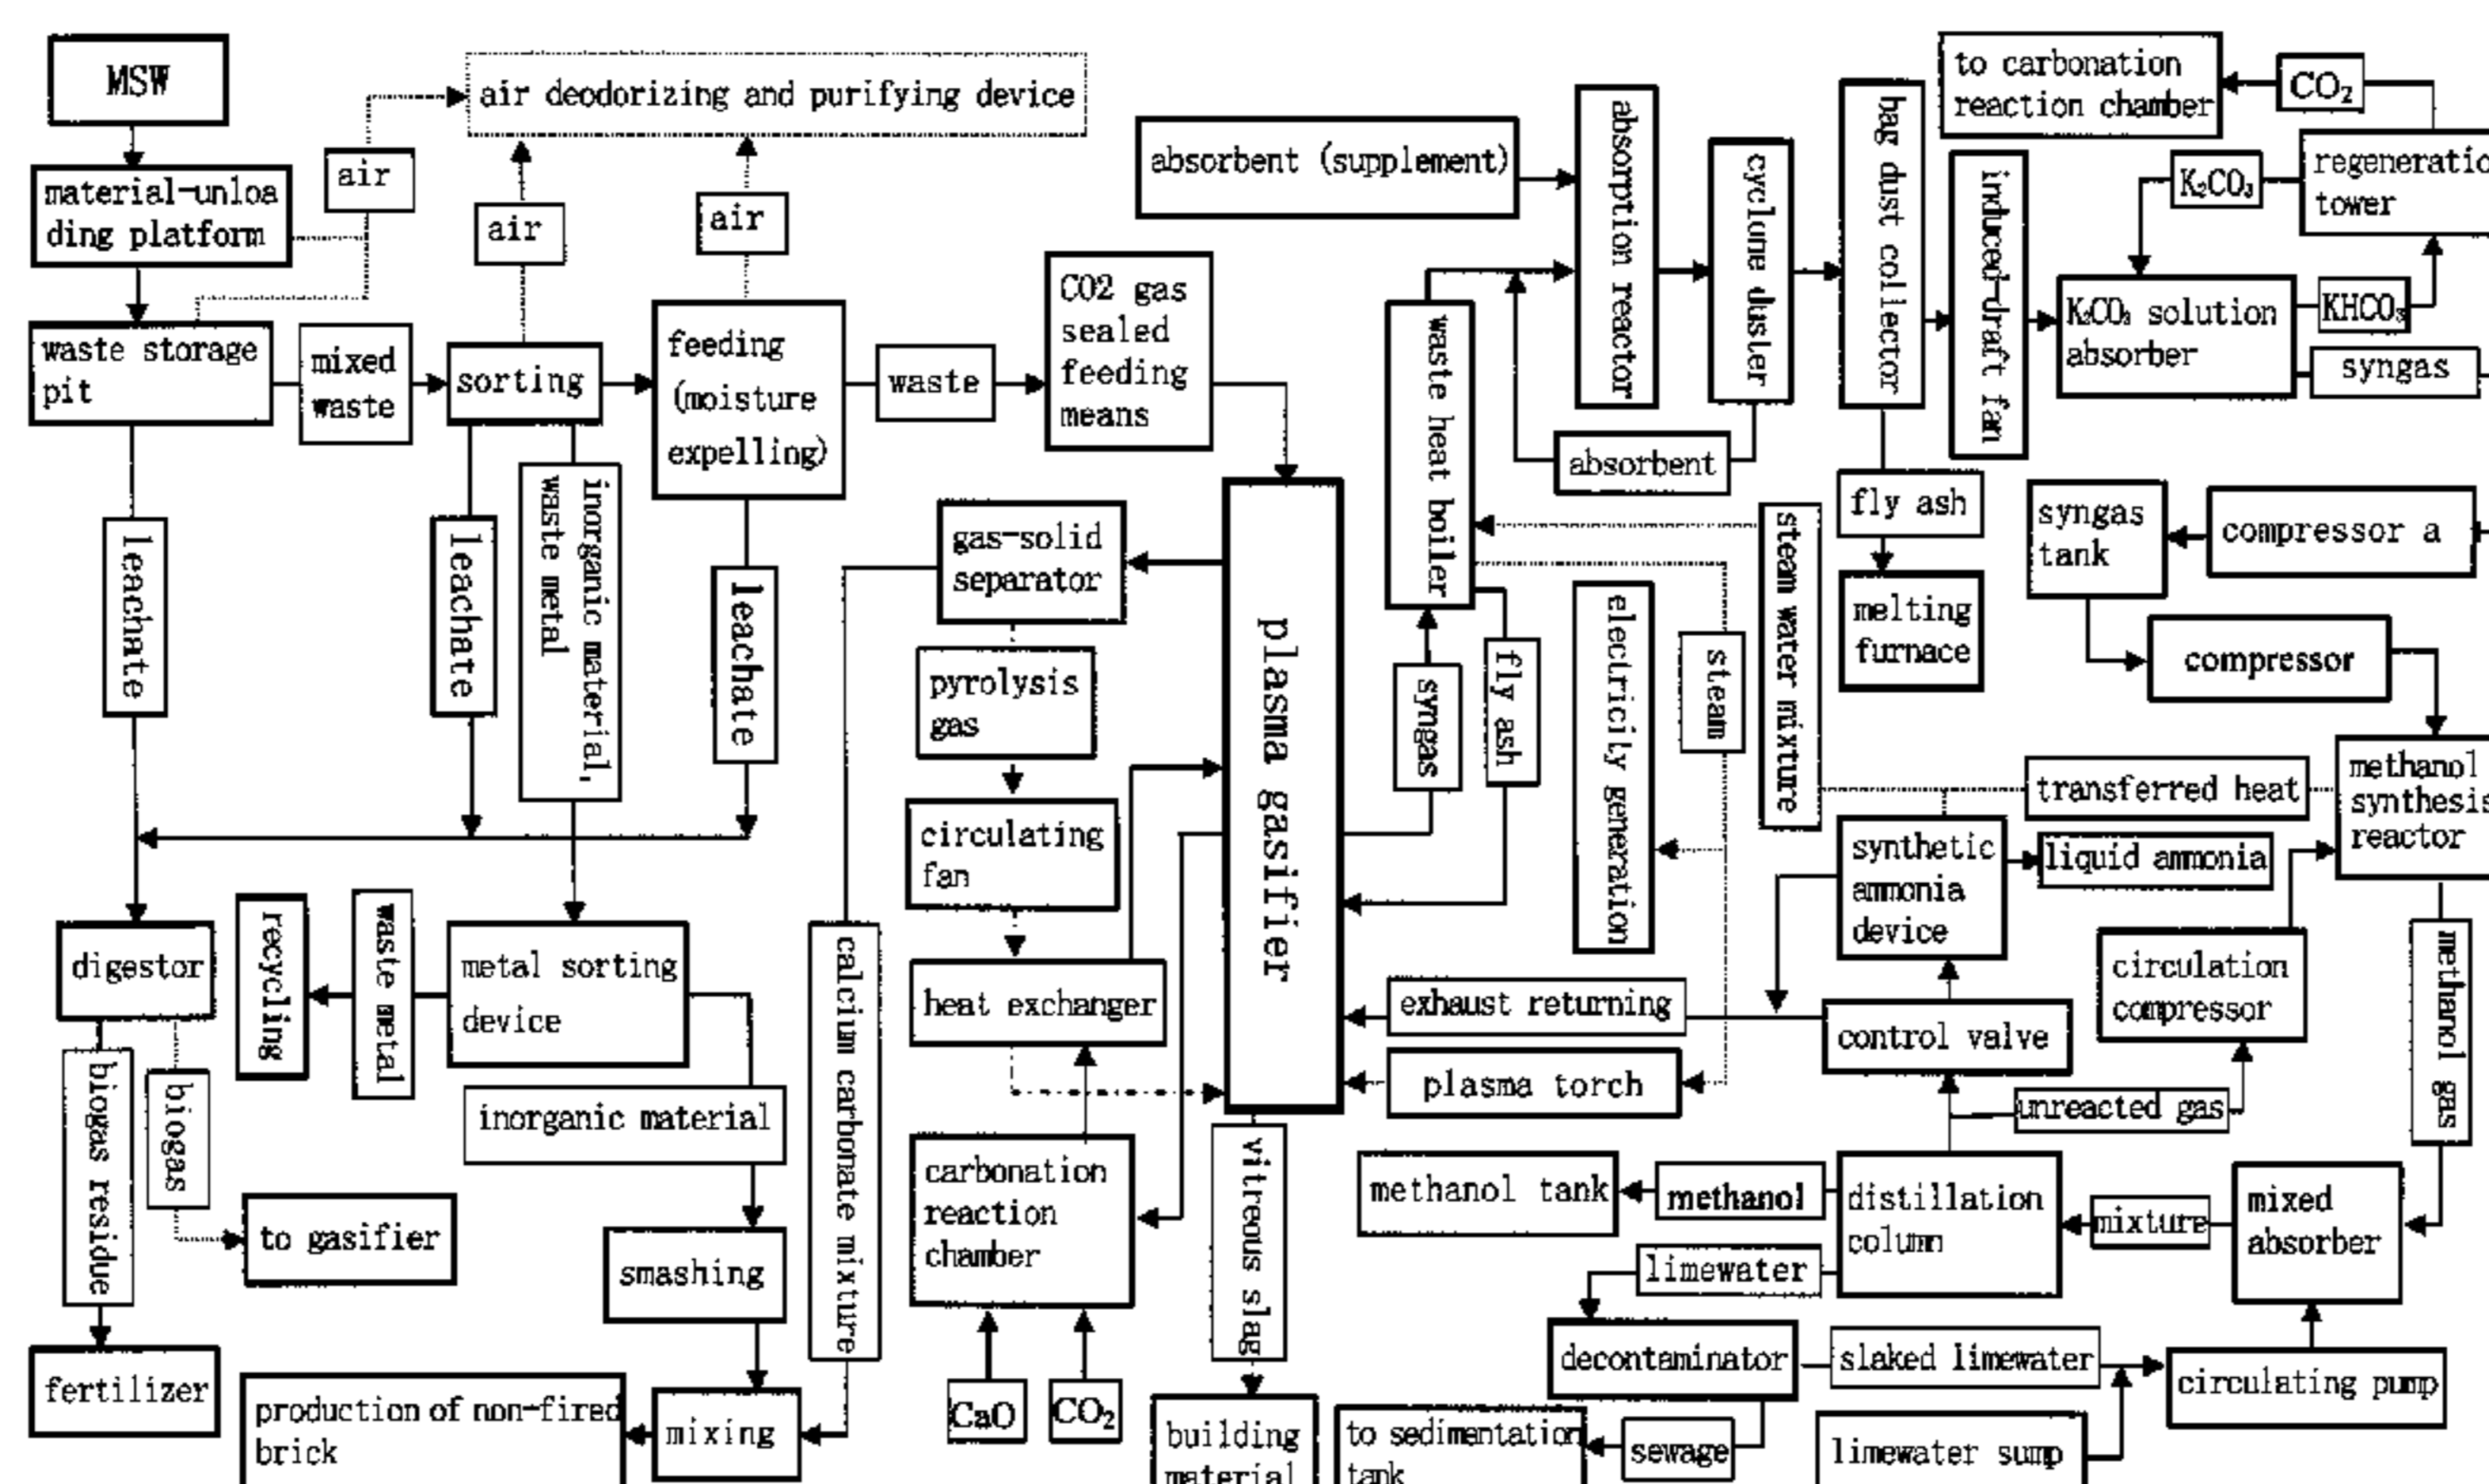 MSW
material-unloa
ding platform
waste storage
pit
air
air deodorizing and purifying device
air
air
mixed
waste
sorting
feeding
(moisture
expelling)
waste
CO2 gas
sealed
feeding
means
leachate
leachate
inorganic material,
waste metal
leachate
digestor
recycling
waste metal
metal sorting
device
biogas residue
biogas
inorganic material
to gasifier
smashing
fertilizer
production of non-fired
brick
mixing
gas-solid
separator
pyrolysis
gas
circulating
fan
heat exchanger
calcium carbonate mixture
carbonation
reaction
chamber
CaO
CO₂
plasma gasifier
vitreous slag
building
material
absorbent (supplement)
absorption reactor
cyclone duster
bag dust collector
induced-draft fan
absorbent
waste heat boiler
syngas
fly ash
electricity generation
steam
steam water mixture
fly ash
melting
furnace
to carbonation
reaction chamber
CO₂
K₂CO₃
tower
K₂CO₃ solution
absorber
KHCO₃
syngas
syngas
tank
compressor a
compressor
methanol
reactor
transferred heat
synthetic
ammonia
device
liquid ammonia
circulation
compressor
methanol gas
exhaust returning
control valve
plasma torch
unreacted gas
methanol tank
methanol
distillation
column
mixture
mixed
absorber
limewater
decontaminator
slaked limewater
circulating pump
to sedimentation
tank
sewage
limewater sump